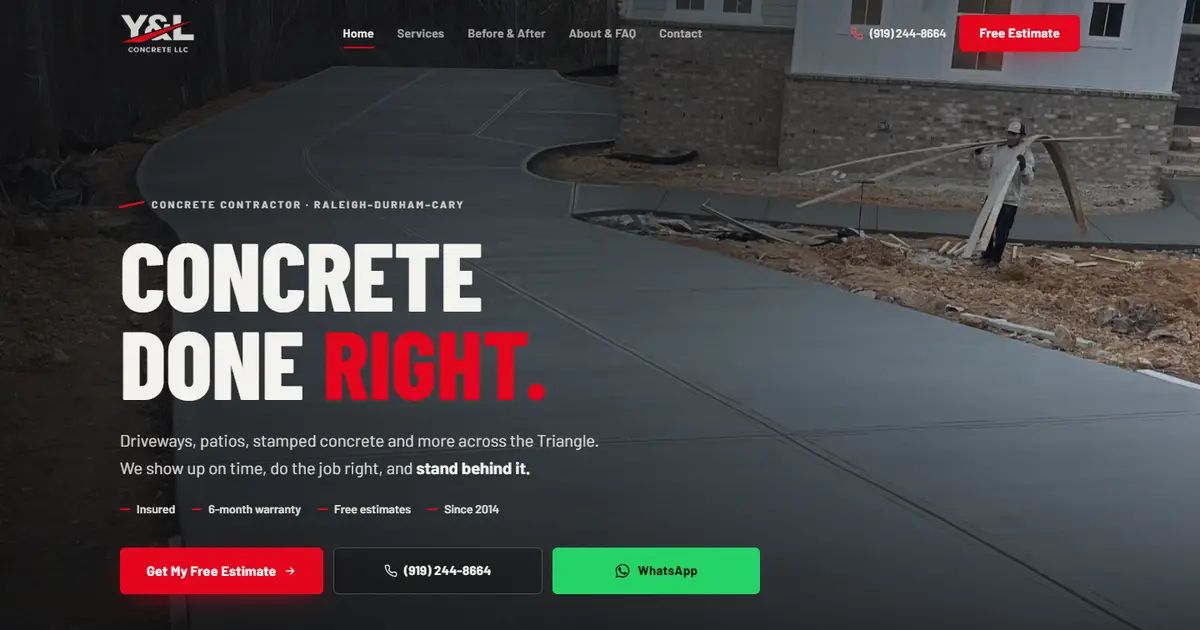 Y&L
CONCRETE LLC
Home
Services
Before & After
About & FAQ
Contact
(919) 244-8664
Free Estimate
CONCRETE CONTRACTOR · RALEIGH-DURHAM-CARY
CONCRETE
DONE RIGHT.
Driveways, patios, stamped concrete and more across the Triangle.
We show up on time, do the job right, and stand behind it.
Insured
6-month warranty
Free estimates
Since 2014
Get My Free Estimate →
(919) 244-8664
WhatsApp